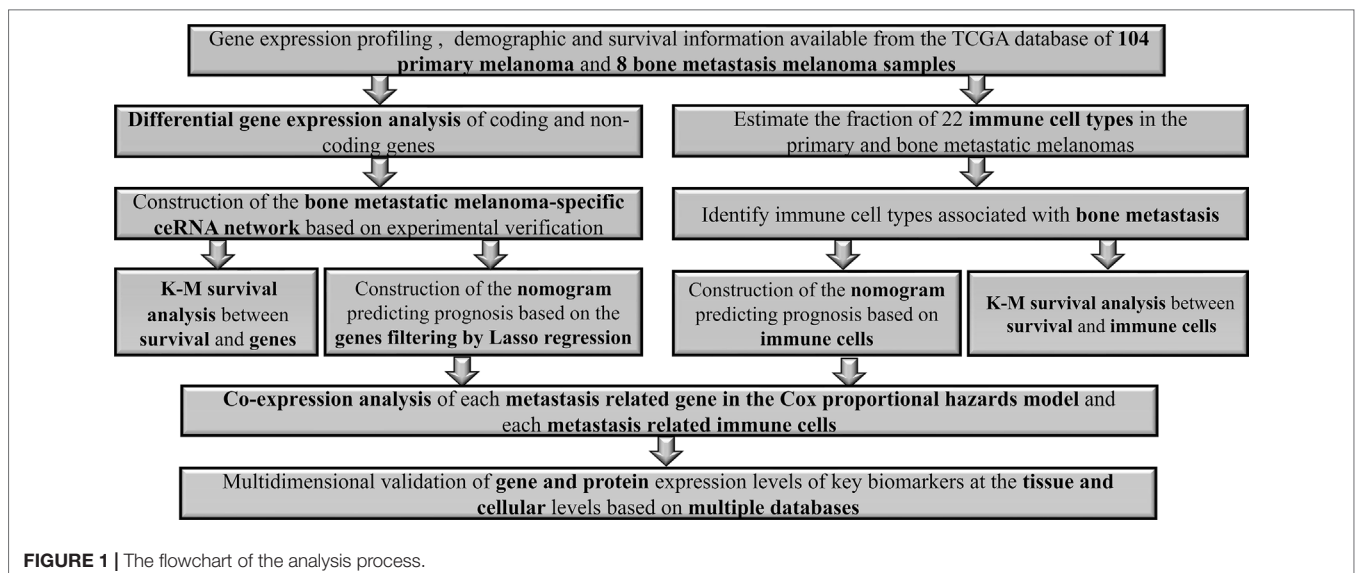 Gene expression profiling , demographic and survival information available from the TCGA database of 104
primary melanoma and 8 bone metastasis melanoma samples
Differential gene expression analysis of coding and non-
coding genes
Estimate the fraction of 22 immune cell types in the
primary and bone metastatic melanomas
Construction of the bone metastatic melanoma-specific
ceRNA network based on experimental verification
Identify immune cell types associated with bone metastasis
K-M survival
analysis between
survival and genes
Construction of the nomogram
predicting prognosis based on the
genes filtering by Lasso regression
Construction of the nomogram
predicting prognosis based on
immune cells
K-M survival analysis between
survival and immune cells
Co-expression analysis of each metastasis related gene in the Cox proportional hazards model and
each metastasis related immune cells
Multidimensional validation of gene and protein expression levels of key biomarkers at the tissue and
cellular levels based on multiple databases
FIGURE 1 | The flowchart of the analysis process.